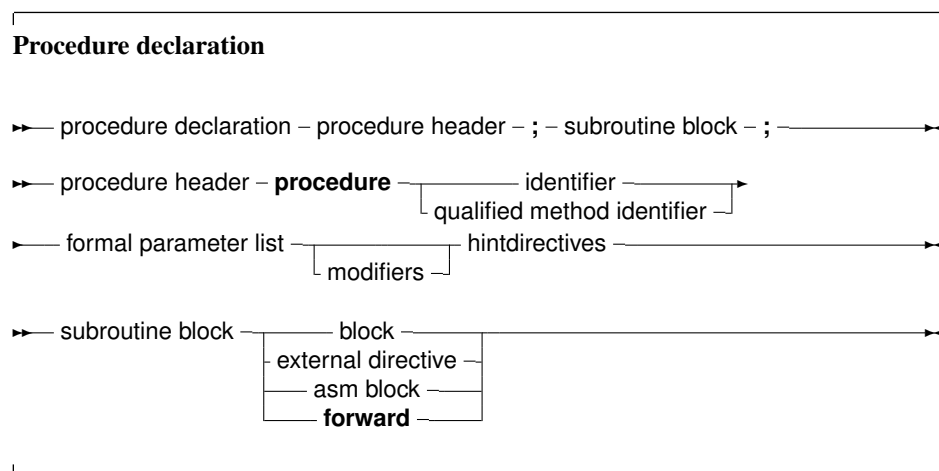 Procedure declaration
procedure declaration procedure header ; subroutine block ;
procedure header procedure identifier
qualified method identifier
formal parameter list hintdirectives
modifiers
subroutine block block
external directive
asm block
forward